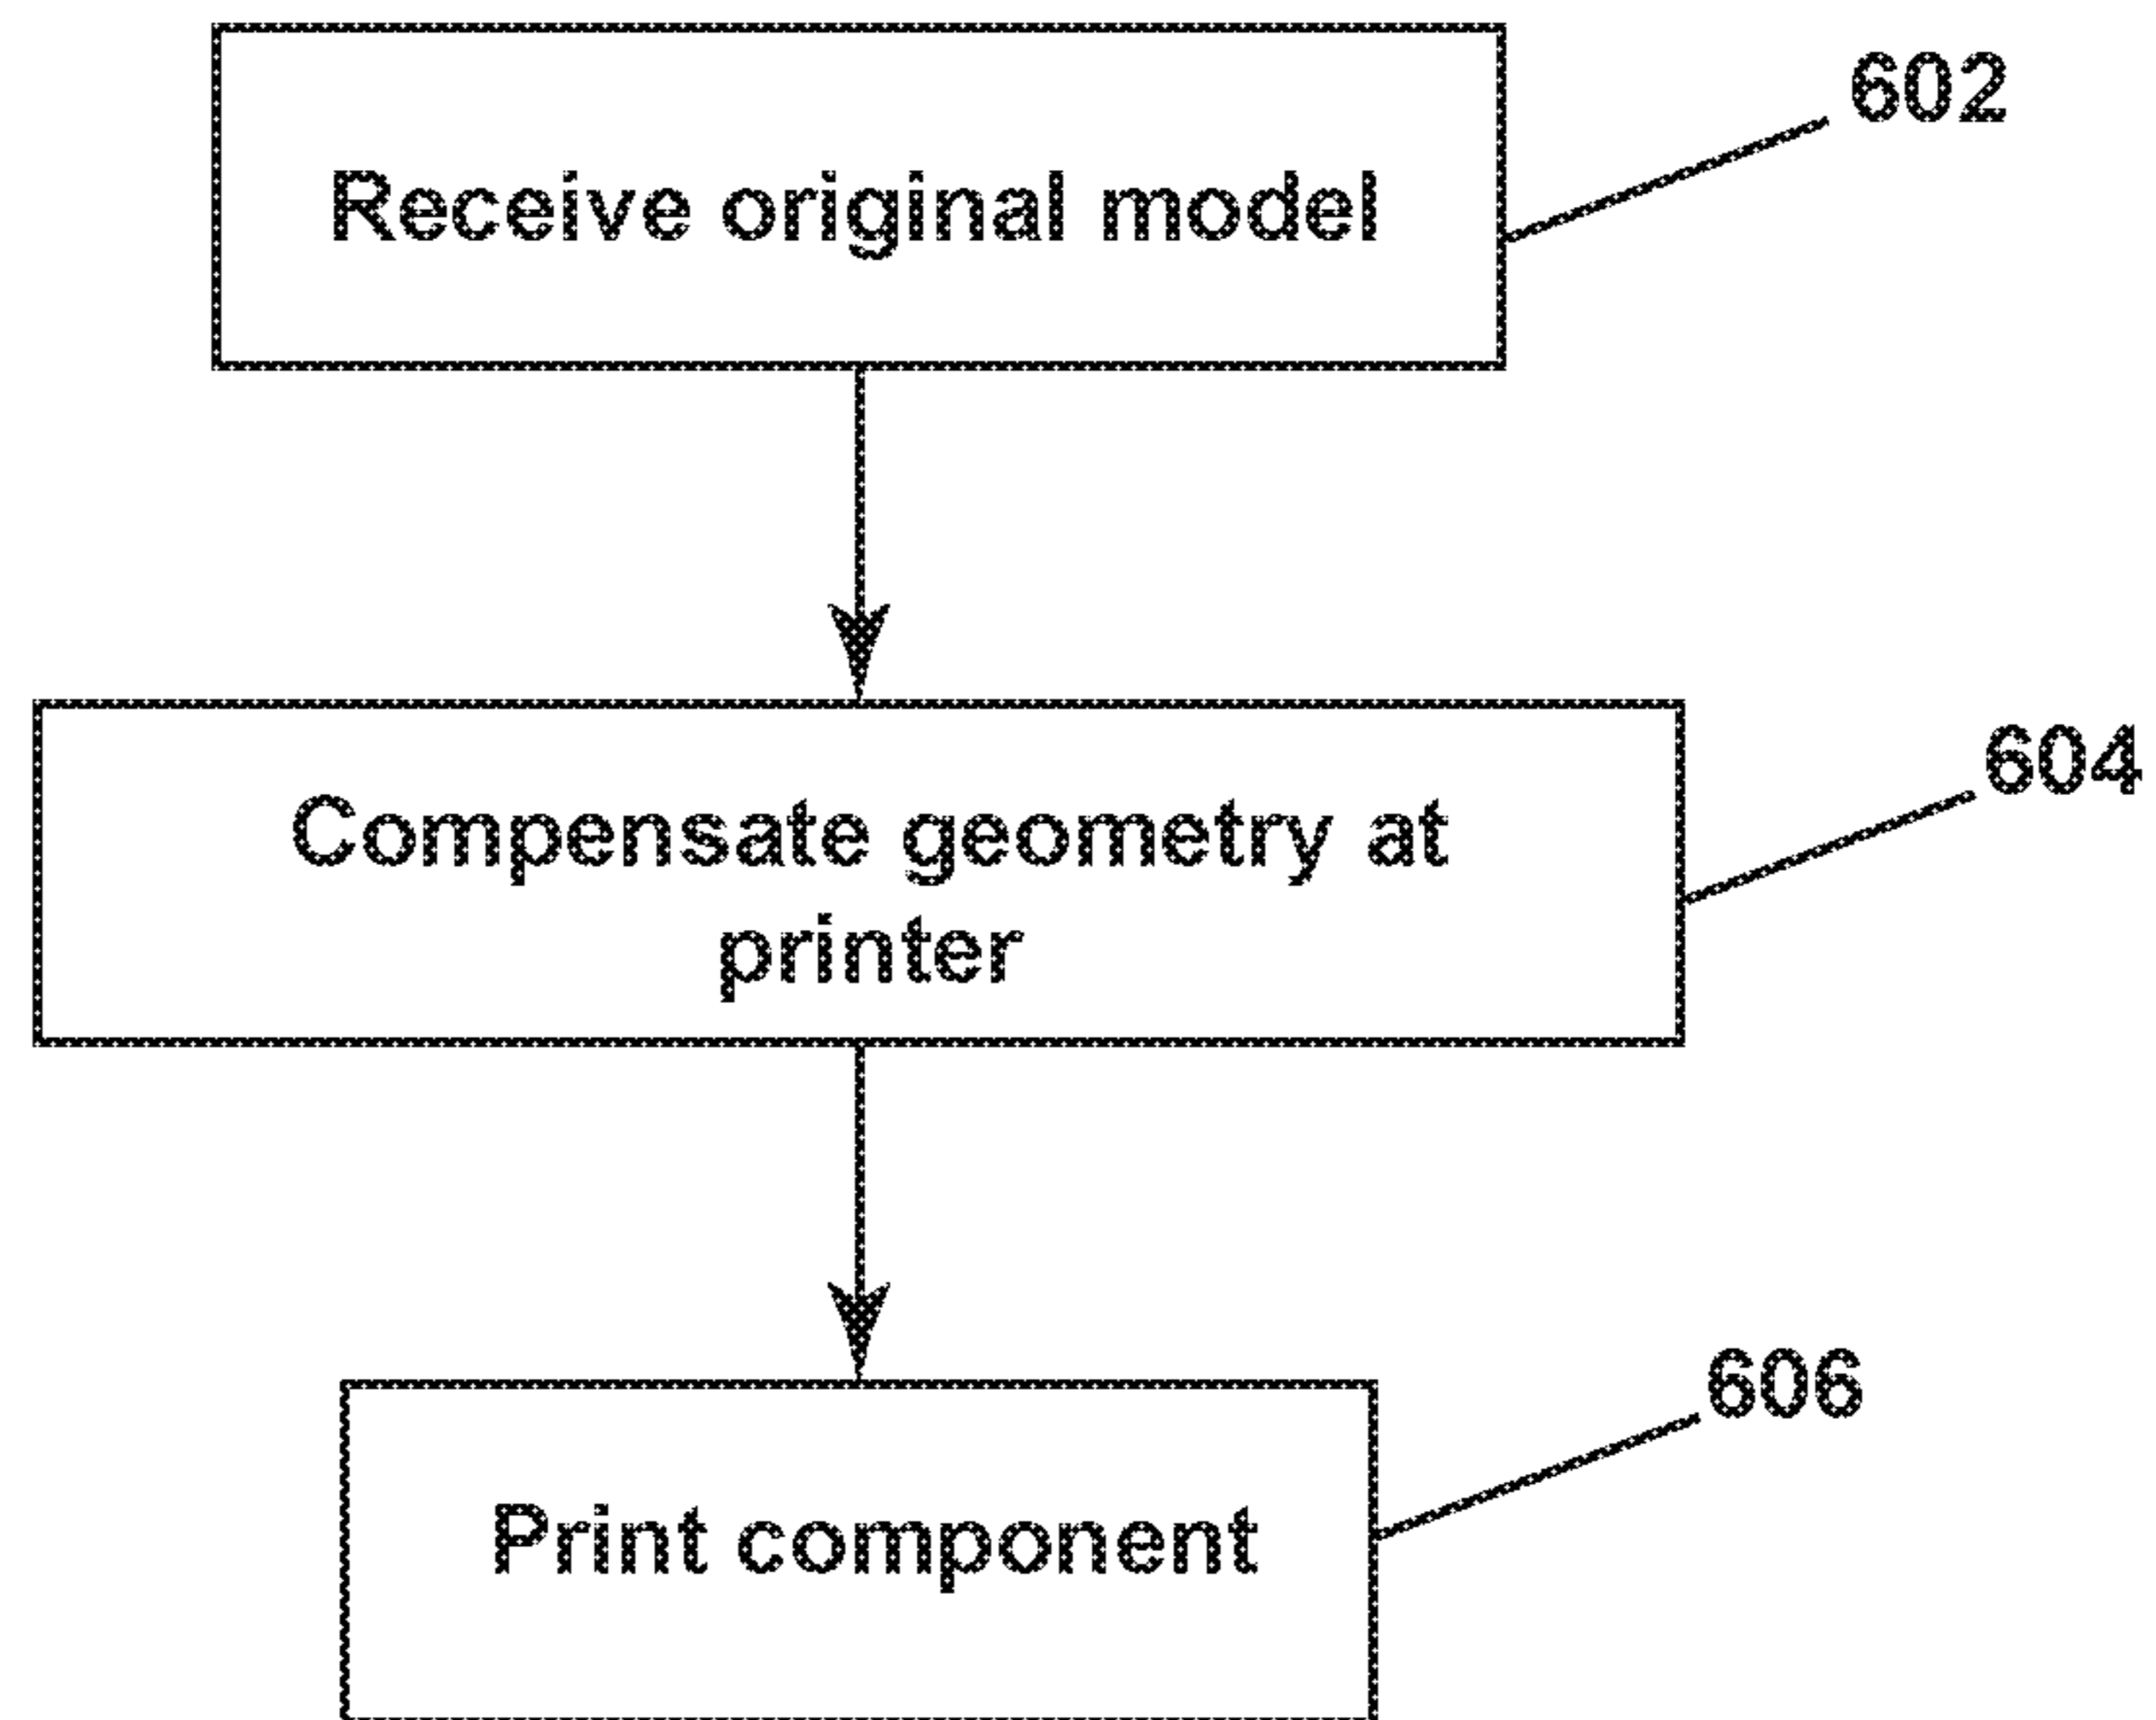 602
Receive original model
604
Compensate geometry at
printer
606
Print component